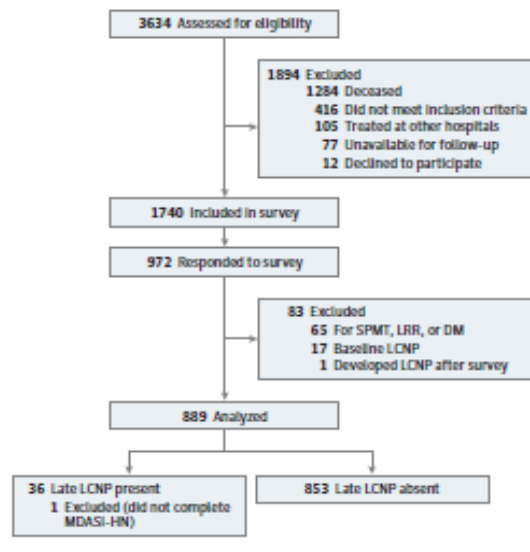 3634 Assessed for eligibility
1894 Excluded
1284 Deceased
416 Did not meet inclusion criteria
105 Treated at other hospitals
77 Unavailable for follow-up
12 Declined to participate
1740 Included in survey
972 Responded to survey
83 Excluded
65 For SPMT, LRR, or DM
17 Baseline LCNP
1 Developed LCNP after survey
889 Analyzed
36 Late LCNP present
1 Excluded (did not complete
MDASI-HN)
853 Late LCNP absent